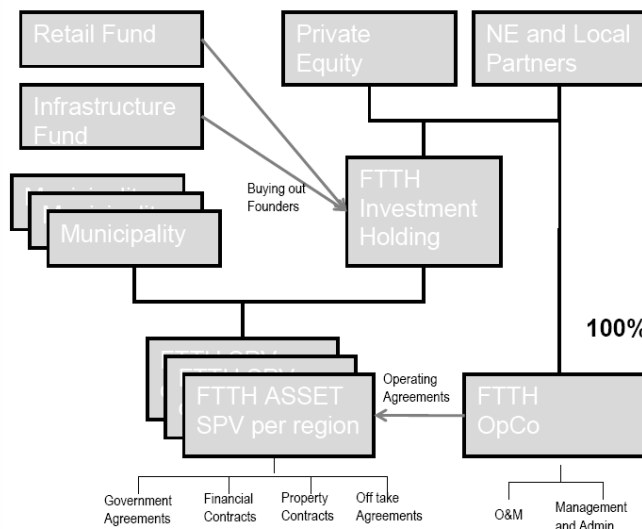 Retail Fund
Private
Equity
NE and Local
Partners
Infrastructure
Fund
Buying out
Founders
FTTH
Investment
Holding
Municipality
100%
FTTH ASSET
SPV per region
Operating
Agreements
FTTH
OpCo
Government
Agreements
Financial
Contracts
Property
Contracts
Off take
Agreements
O&M
Management
and Admin